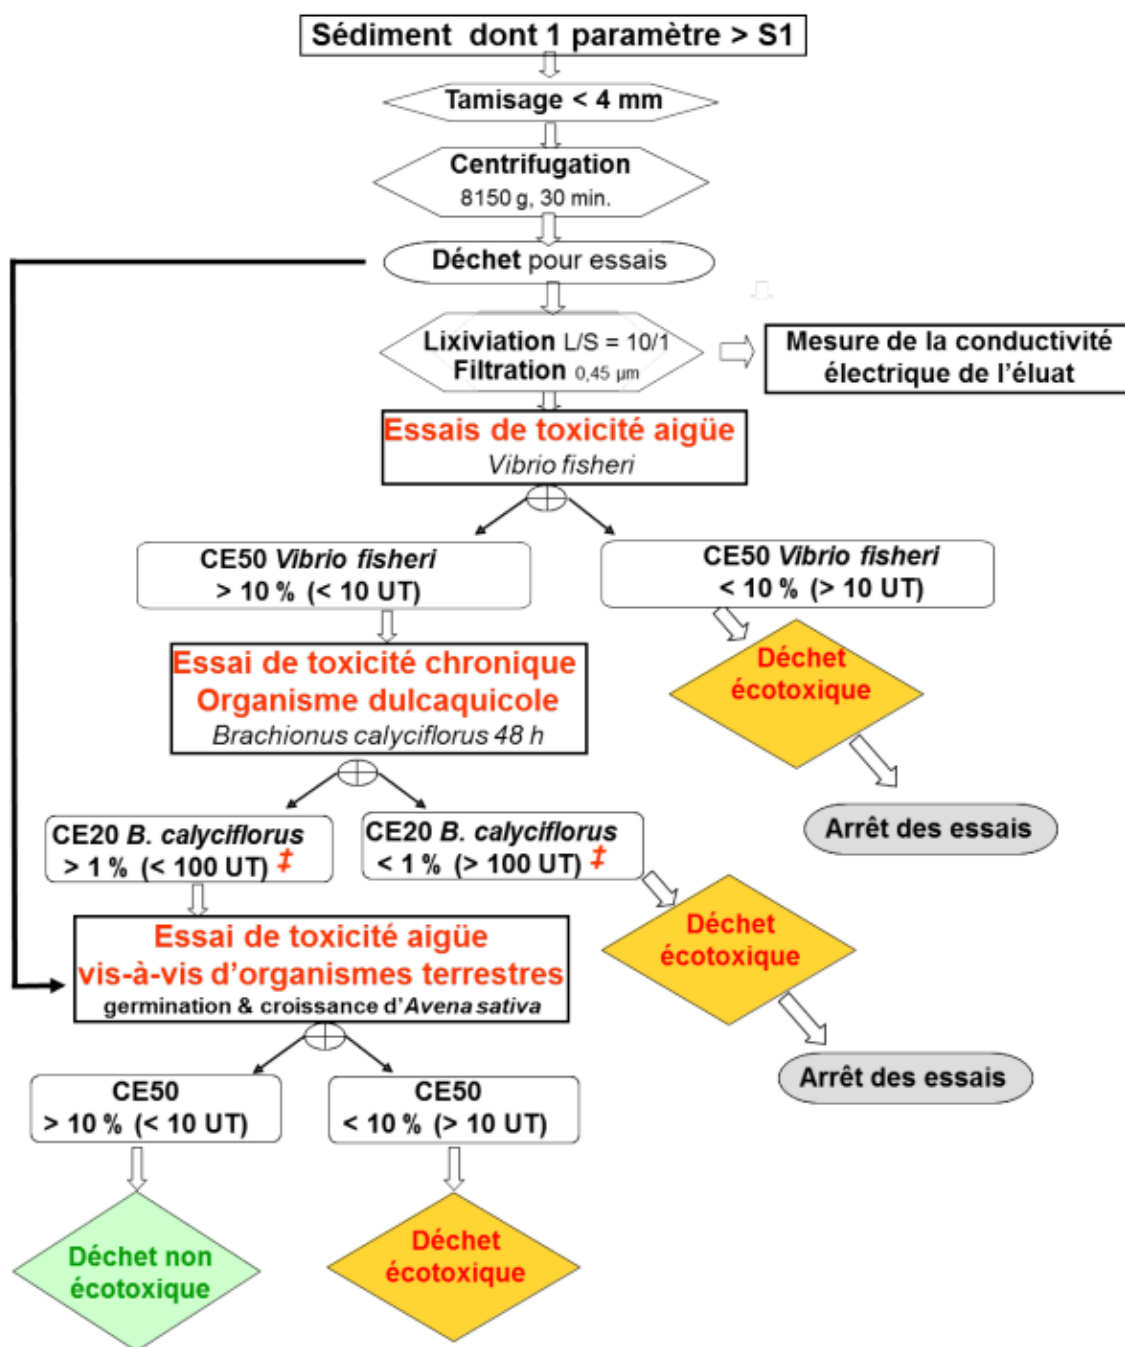 Sédiment dont 1 paramètre > S1
Tamisage < 4 mm
Centrifugation
8150 g, 30 min.
Déchet pour essais
Lixiviation L/S = 10/1
Filtration 0,45 µm
Mesure de la conductivité
électrique de l'éluat
Essais de toxicité aigüe
Vibrio fisheri
CE50 Vibrio fisheri
> 10 % (< 10 UT)
CE50 Vibrio fisheri
< 10 % (> 10 UT)
Déchet
écotoxique
Arrêt des essais
Essai de toxicité chronique
Organisme dulcaquicole
Brachionus calyciflorus 48 h
CE20 B. calyciflorus
> 1 % (< 100 UT) ‡
CE20 B. calyciflorus
< 1 % (> 100 UT) ‡
Déchet
écotoxique
Arrêt des essais
Essai de toxicité aigüe
vis-à-vis d'organismes terrestres
germination & croissance d'Avena sativa
CE50
> 10 % (< 10 UT)
CE50
< 10 % (> 10 UT)
Déchet non
écotoxique
Déchet
écotoxique